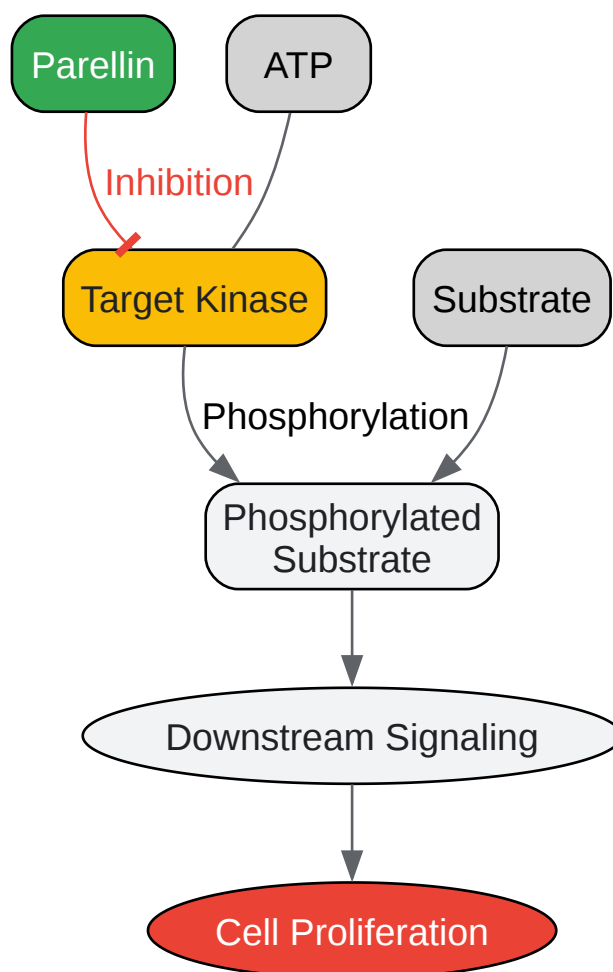 Parellin
ATP
Inhibition
Target Kinase
Substrate
Phosphorylation
Phosphorylated
Substrate
Downstream Signaling
Cell Proliferation